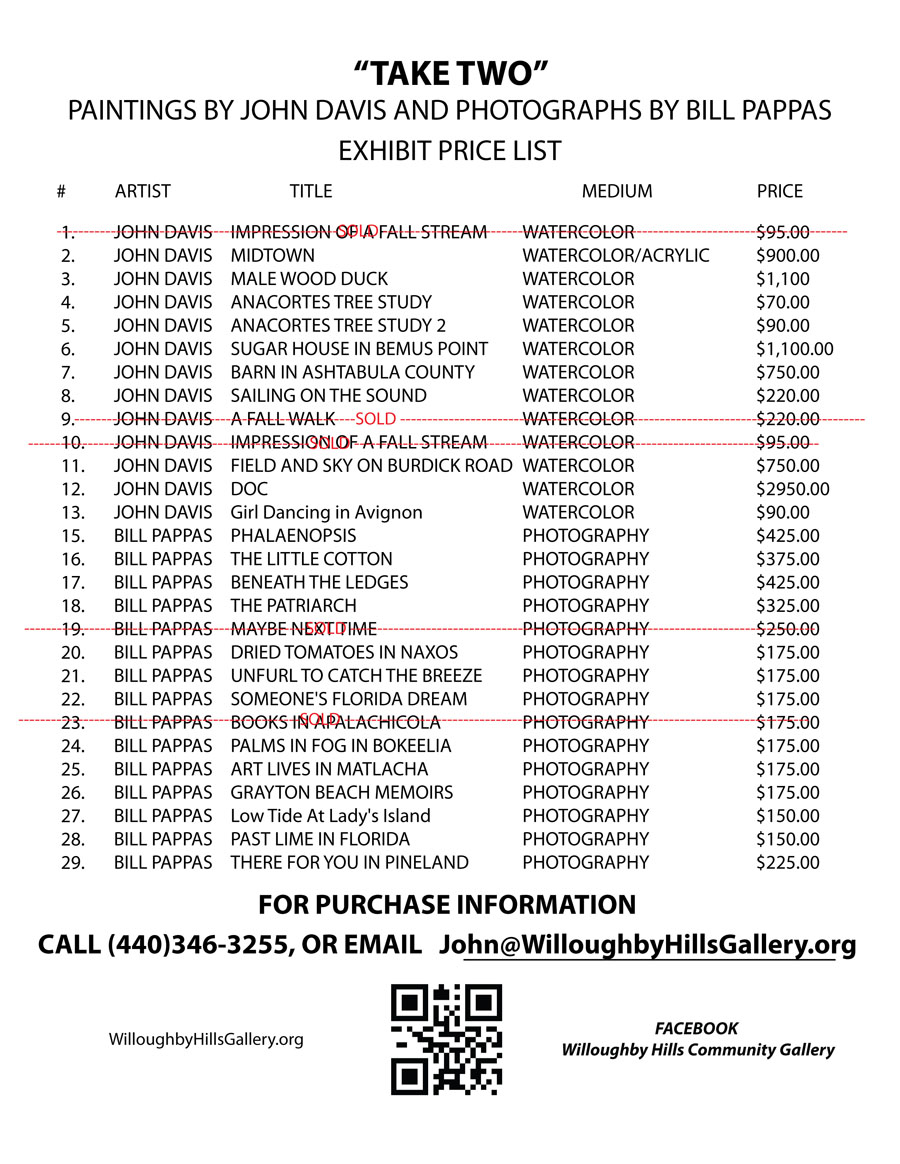 “TAKE TWO”
PAINTINGS BY JOHN DAVIS AND PHOTOGRAPHS BY BILL PAPPAS
EXHIBIT PRICE LIST
# ARTIST TITLE MEDIUM PRICE
1. JOHN DAVIS IMPRESSION OF A FALL STREAM WATERCOLOR $95.00 SOLD
2. JOHN DAVIS MIDTOWN WATERCOLOR/ACRYLIC $900.00
3. JOHN DAVIS MALE WOOD DUCK WATERCOLOR $1,100
4. JOHN DAVIS ANACORTES TREE STUDY WATERCOLOR $70.00
5. JOHN DAVIS ANACORTES TREE STUDY 2 WATERCOLOR $90.00
6. JOHN DAVIS SUGAR HOUSE IN BEMUS POINT WATERCOLOR $1,100.00
7. JOHN DAVIS BARN IN ASHTABULA COUNTY WATERCOLOR $750.00
8. JOHN DAVIS SAILING ON THE SOUND WATERCOLOR $220.00
9. JOHN DAVIS A FALL WALK SOLD WATERCOLOR $220.00
10. JOHN DAVIS IMPRESSION OF A FALL STREAM WATERCOLOR $95.00 SOLD
11. JOHN DAVIS FIELD AND SKY ON BURDICK ROAD WATERCOLOR $750.00
12. JOHN DAVIS DOC WATERCOLOR $2950.00
13. JOHN DAVIS Girl Dancing in Avignon WATERCOLOR $90.00
15. BILL PAPPAS PHALAENOPSIS PHOTOGRAPHY $425.00
16. BILL PAPPAS THE LITTLE COTTON PHOTOGRAPHY $375.00
17. BILL PAPPAS BENEATH THE LEDGES PHOTOGRAPHY $425.00
18. BILL PAPPAS THE PATRIARCH PHOTOGRAPHY $325.00
19. BILL PAPPAS MAYBE NEXT TIME PHOTOGRAPHY $250.00 SOLD
20. BILL PAPPAS DRIED TOMATOES IN NAXOS PHOTOGRAPHY $175.00
21. BILL PAPPAS UNFURL TO CATCH THE BREEZE PHOTOGRAPHY $175.00
22. BILL PAPPAS SOMEONE'S FLORIDA DREAM PHOTOGRAPHY $175.00
23. BILL PAPPAS BOOKS IN APALACHICOLA PHOTOGRAPHY $175.00 SOLD
24. BILL PAPPAS PALMS IN FOG IN BOKEELIA PHOTOGRAPHY $175.00
25. BILL PAPPAS ART LIVES IN MATLACHA PHOTOGRAPHY $175.00
26. BILL PAPPAS GRAYTON BEACH MEMOIRS PHOTOGRAPHY $175.00
27. BILL PAPPAS Low Tide At Lady's Island PHOTOGRAPHY $150.00
28. BILL PAPPAS PAST LIME IN FLORIDA PHOTOGRAPHY $150.00
29. BILL PAPPAS THERE FOR YOU IN PINELAND PHOTOGRAPHY $225.00
FOR PURCHASE INFORMATION
CALL (440)346-3255, OR EMAIL John@WilloughbyHillsGallery.org
WilloughbyHillsGallery.org
FACEBOOK
Willoughby Hills Community Gallery